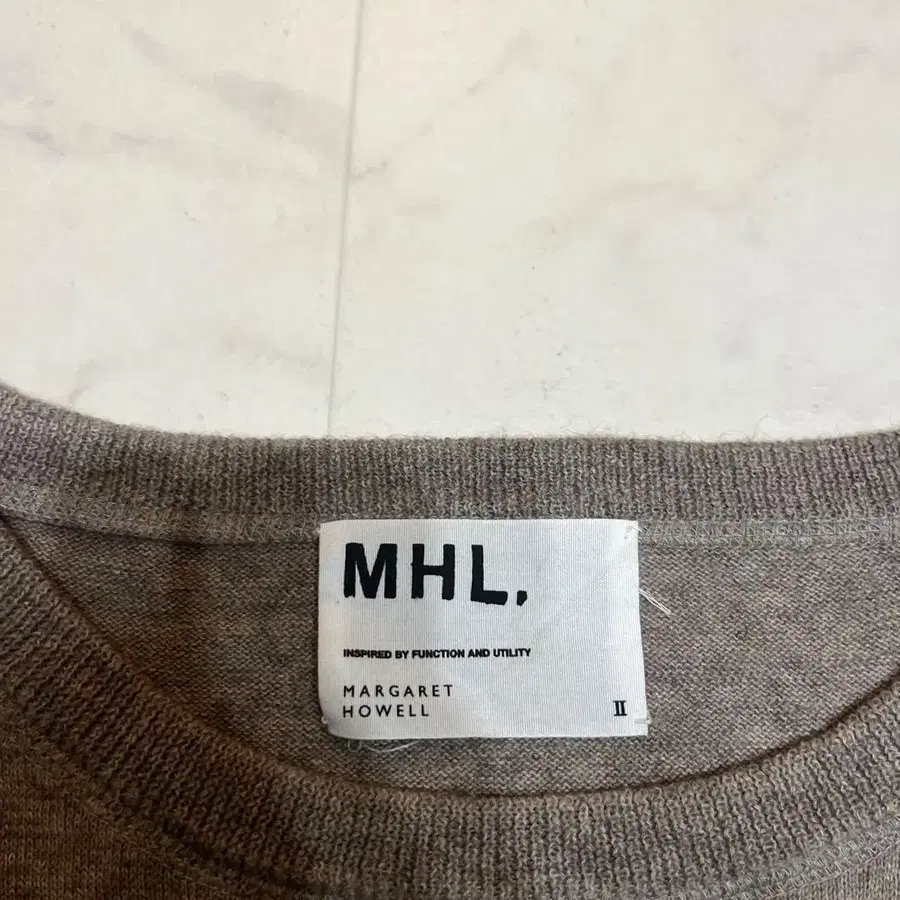 MHL.
INSPIRED BY FUNCTION AND UTILITY
MARGARET
HOWELL
II